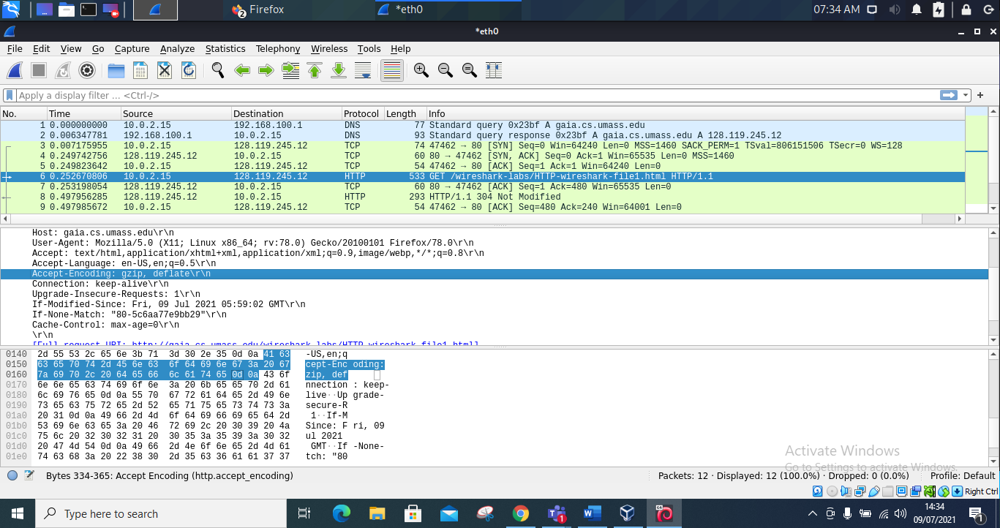 2 Firefox
*eth0
07:34 AM
*eth0
File Edit View Go Capture Analyze Statistics Telephony Wireless Tools Help
Apply a display filter … <Ctrl-/>
No. Time Source Destination Protocol Length Info
1 0.000000000 10.0.2.15 192.168.100.1 DNS 77 Standard query 0x23bf A gaia.cs.umass.edu
2 0.006347781 192.168.100.1 10.0.2.15 DNS 93 Standard query response 0x23bf A gaia.cs.umass.edu A 128.119.245.12
3 0.007175955 10.0.2.15 128.119.245.12 TCP 74 47462 → 80 [SYN] Seq=0 Win=64240 Len=0 MSS=1460 SACK_PERM=1 TSval=806151506 TSecr=0 WS=128
4 0.249742756 128.119.245.12 10.0.2.15 TCP 60 80 → 47462 [SYN, ACK] Seq=0 Ack=1 Win=65535 Len=0 MSS=1460
5 0.249823642 10.0.2.15 128.119.245.12 TCP 54 47462 → 80 [ACK] Seq=1 Ack=1 Win=64240 Len=0
6 0.252670806 10.0.2.15 128.119.245.12 HTTP 533 GET /wireshark-labs/HTTP-wireshark-file1.html HTTP/1.1
7 0.253198054 128.119.245.12 10.0.2.15 TCP 60 80 → 47462 [ACK] Seq=1 Ack=480 Win=65535 Len=0
8 0.497956285 128.119.245.12 10.0.2.15 HTTP 293 HTTP/1.1 304 Not Modified
9 0.497985672 10.0.2.15 128.119.245.12 TCP 54 47462 → 80 [ACK] Seq=480 Ack=240 Win=64001 Len=0
Host: gaia.cs.umass.edu\r\n
User-Agent: Mozilla/5.0 (X11; Linux x86_64; rv:78.0) Gecko/20100101 Firefox/78.0\r\n
Accept: text/html,application/xhtml+xml,application/xml;q=0.9,image/webp,*/*;q=0.8\r\n
Accept-Language: en-US,en;q=0.5\r\n
Accept-Encoding: gzip, deflate\r\n
Connection: keep-alive\r\n
Upgrade-Insecure-Requests: 1\r\n
If-Modified-Since: Fri, 09 Jul 2021 05:59:02 GMT\r\n
If-None-Match: "80-5c6aa77e9bb29"\r\n
Cache-Control: max-age=0\r\n
\r\n
[Full request URI: http://gaia.cs.umass.edu/wireshark-labs/HTTP-wireshark-file1.html]
0140 2d 55 53 2c 65 6e 3b 71 3d 30 2e 35 0d 0a 41 63 -US,en;q
0150 63 65 70 74 2d 45 6e 63 6f 64 69 6e 67 3a 20 67 cept-Enc oding:
0160 7a 69 70 2c 20 64 65 66 6c 61 74 65 0d 0a 43 6f zip, def
0170 6e 6e 65 63 74 69 6f 6e 3a 20 6b 65 65 70 2d 61 nnection : keep-
0180 6c 69 76 65 0d 0a 55 70 67 72 61 64 65 2d 49 6e live··Up grade-
0190 73 65 63 75 72 65 2d 52 65 71 75 65 73 74 73 3a secure-R
01a0 20 31 0d 0a 49 66 2d 4d 6f 64 69 66 69 65 64 2d 1··If-M
01b0 53 69 6e 63 65 3a 20 46 72 69 2c 20 30 39 20 4a Since: F ri, 09
01c0 75 6c 20 32 30 32 31 20 30 35 3a 35 39 3a 30 32 ul 2021
01d0 20 47 4d 54 0d 0a 49 66 2d 4e 6f 6e 65 2d 4d 61 GMT··If -None-
01e0 74 63 68 3a 20 22 38 30 2d 35 63 36 61 61 37 37 tch: "80
Activate Windows
Go to Settings to activate Windows.
Bytes 334-365: Accept Encoding (http.accept_encoding) Packets: 12 · Displayed: 12 (100.0%) · Dropped: 0 (0.0%) Profile: Default
Right Ctrl
Type here to search
1
14:34
09/07/2021
1